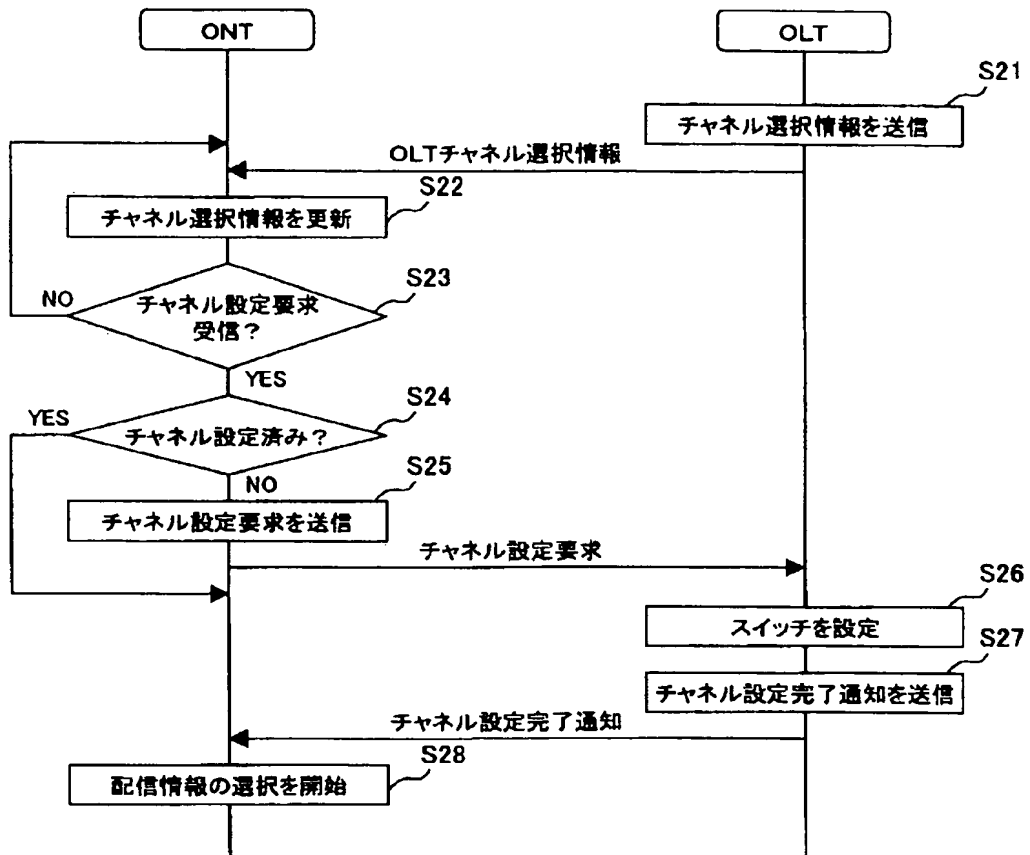 ONT
OLT
S21
チャネル選択情報を送信
OLTチャネル選択情報
S22
チャネル選択情報を更新
S23
NO
チャネル設定要求
受信?
YES
S24
YES
チャネル設定済み?
S25
NO
チャネル設定要求を送信
チャネル設定要求
S26
スイッチを設定
S27
チャネル設定完了通知を送信
チャネル設定完了通知
S28
配信情報の選択を開始